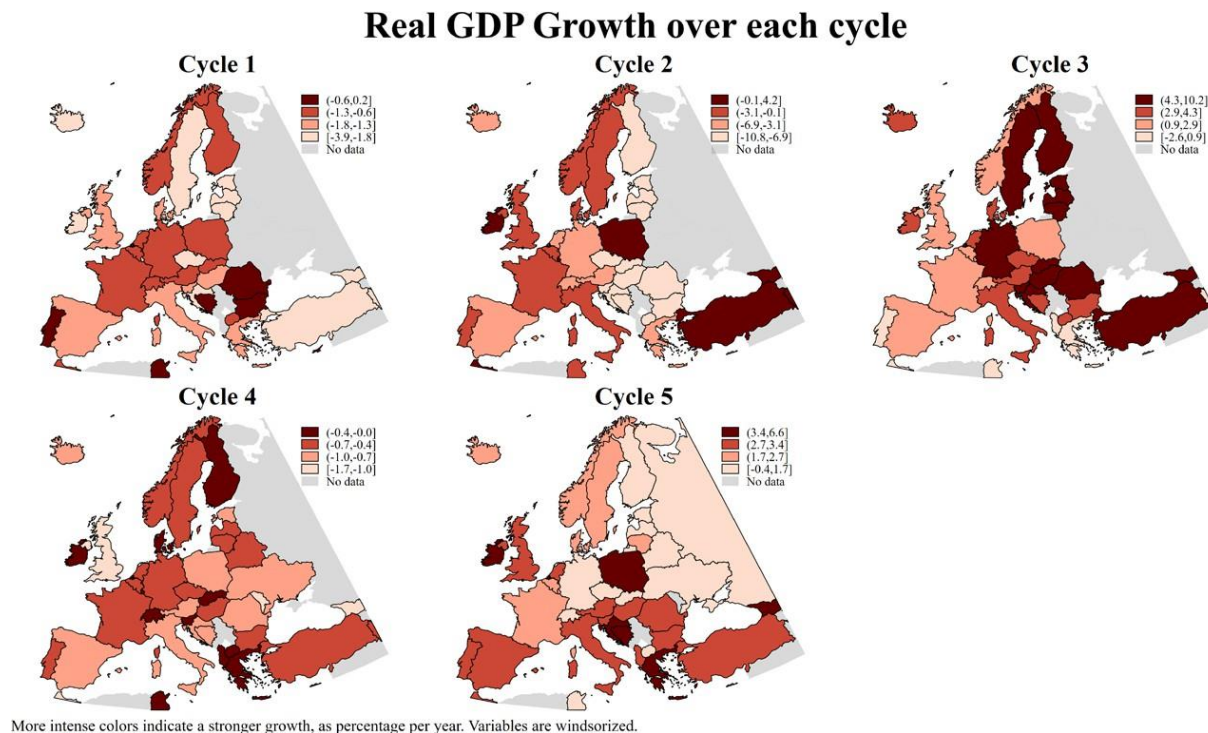 Real GDP Growth over each cycle
Cycle 1
(-0.6,0.2]
(-1.3,-0.6]
(-1.8,-1.3]
[-3.9,-1.8]
No data
Cycle 2
(-0.1,4.2]
(-3.1,-0.1]
(-6.9,-3.1]
[-10.8,-6.9]
No data
Cycle 3
(4.3,10.2]
(2.9,4.3]
(0.9,2.9]
[-2.6,0.9]
No data
Cycle 4
(-0.4,-0.0]
(-0.7,-0.4]
(-1.0,-0.7]
[-1.7,-1.0]
No data
Cycle 5
(3.4,6.6]
(2.7,3.4]
(1.7,2.7]
[-0.4,1.7]
No data
More intense colors indicate a stronger growth, as percentage per year. Variables are windsorized.